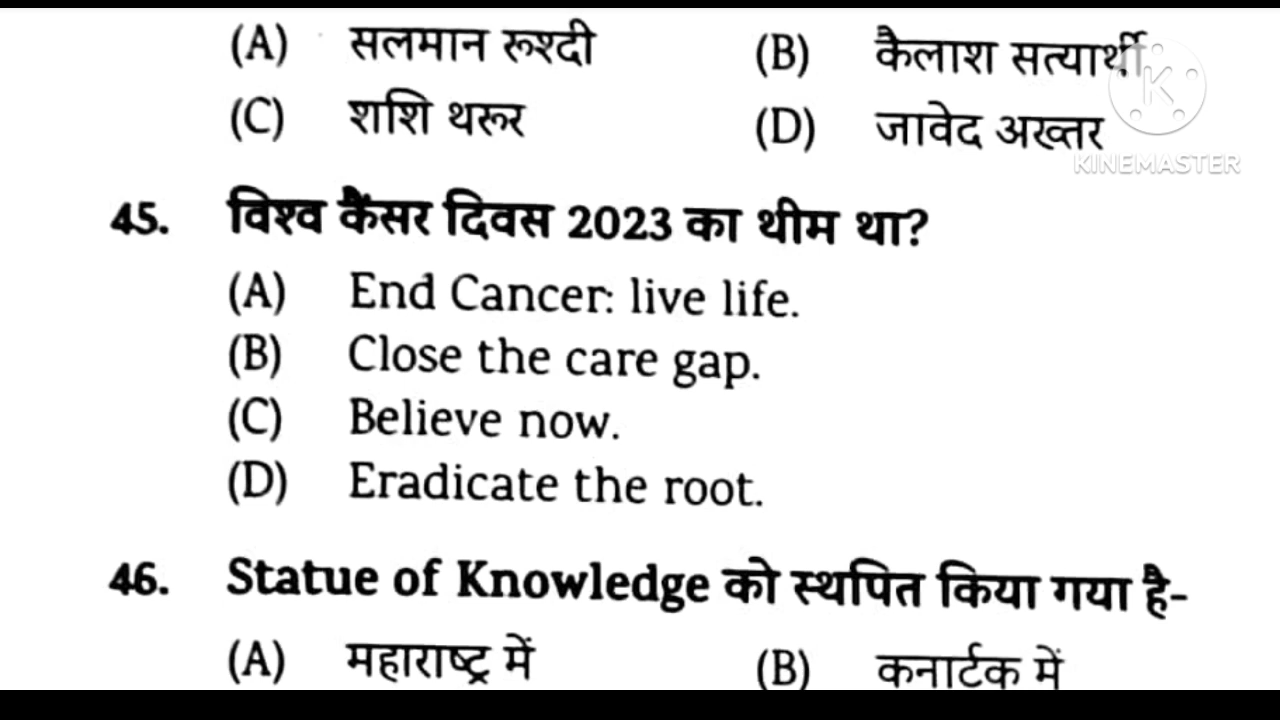 (A) सलमान रूश्दी (B) कैलाश सत्यार्थी
(C) शशि थरूर (D) जावेद अख्तर
KINEMASTER
45. विश्व कैंसर दिवस 2023 का थीम था?
(A) End Cancer: live life.
(B) Close the care gap.
(C) Believe now.
(D) Eradicate the root.
46. Statue of Knowledge को स्थपित किया गया है-
(A) महाराष्ट्र में (B) कनार्टक में